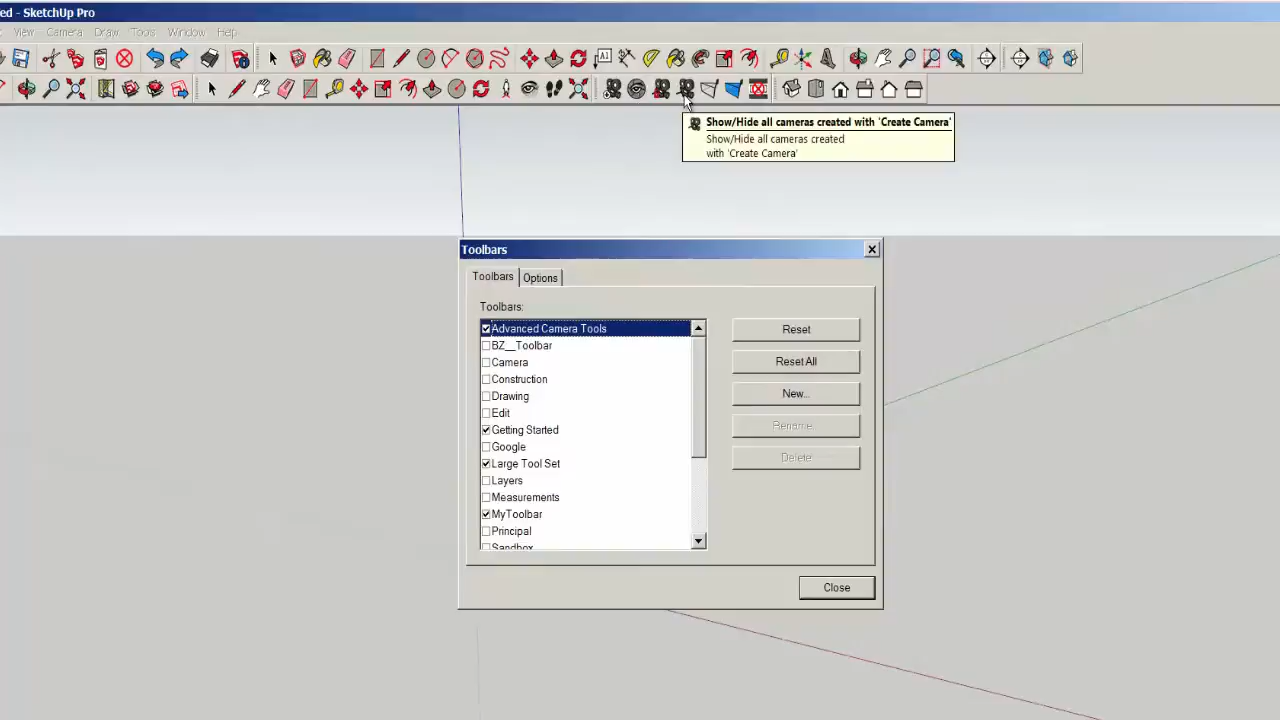 ed - SketchUp Pro
View Camera Draw Tools Window Help
A1
Show/Hide all cameras created with 'Create Camera'
Show/Hide all cameras created
with 'Create Camera'
Toolbars
Toolbars Options
Toolbars:
Advanced Camera Tools
BZ__Toolbar
Camera
Construction
Drawing
Edit
Getting Started
Google
Large Tool Set
Layers
Measurements
MyToolbar
Principal
Sandbox
Reset
Reset All
New...
Rename...
Delete
Close